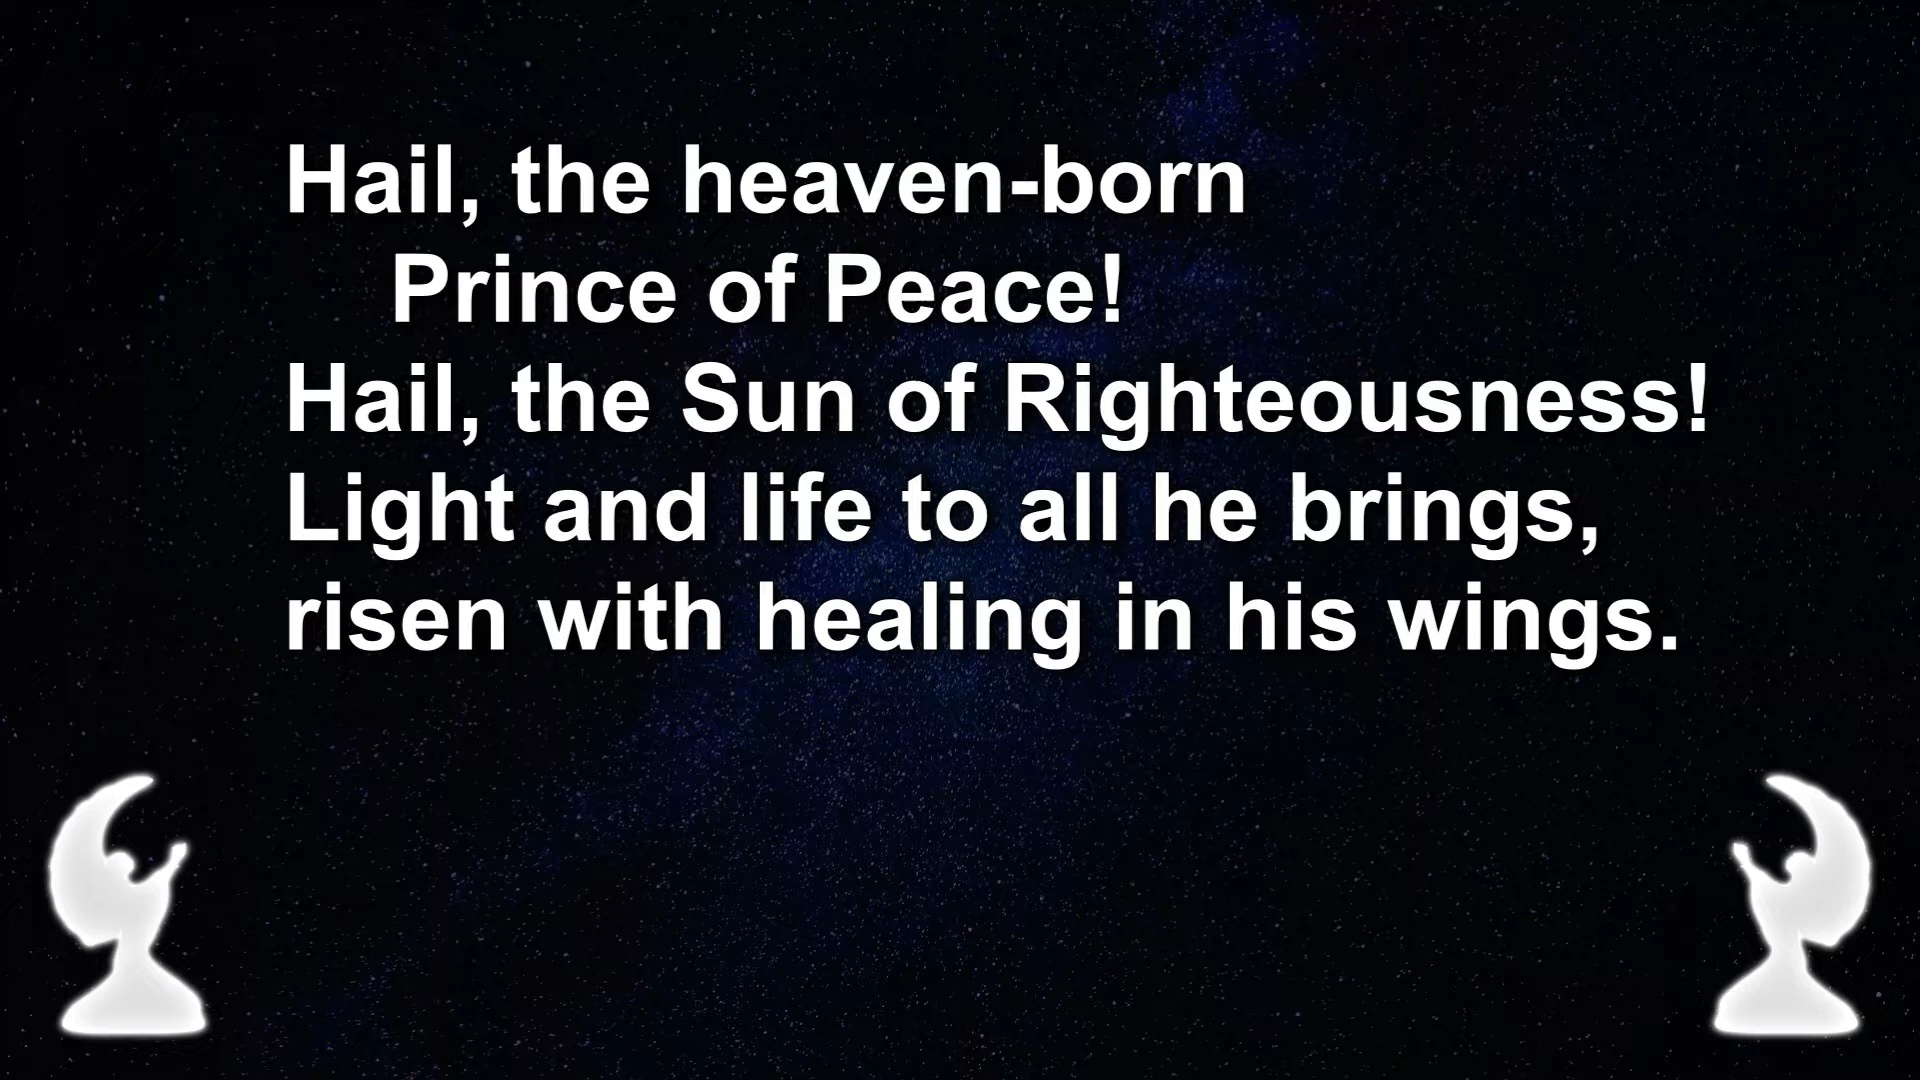 Hail, the heaven-born
Prince of Peace!
Hail, the Sun of Righteousness!
Light and life to all he brings,
risen with healing in his wings.